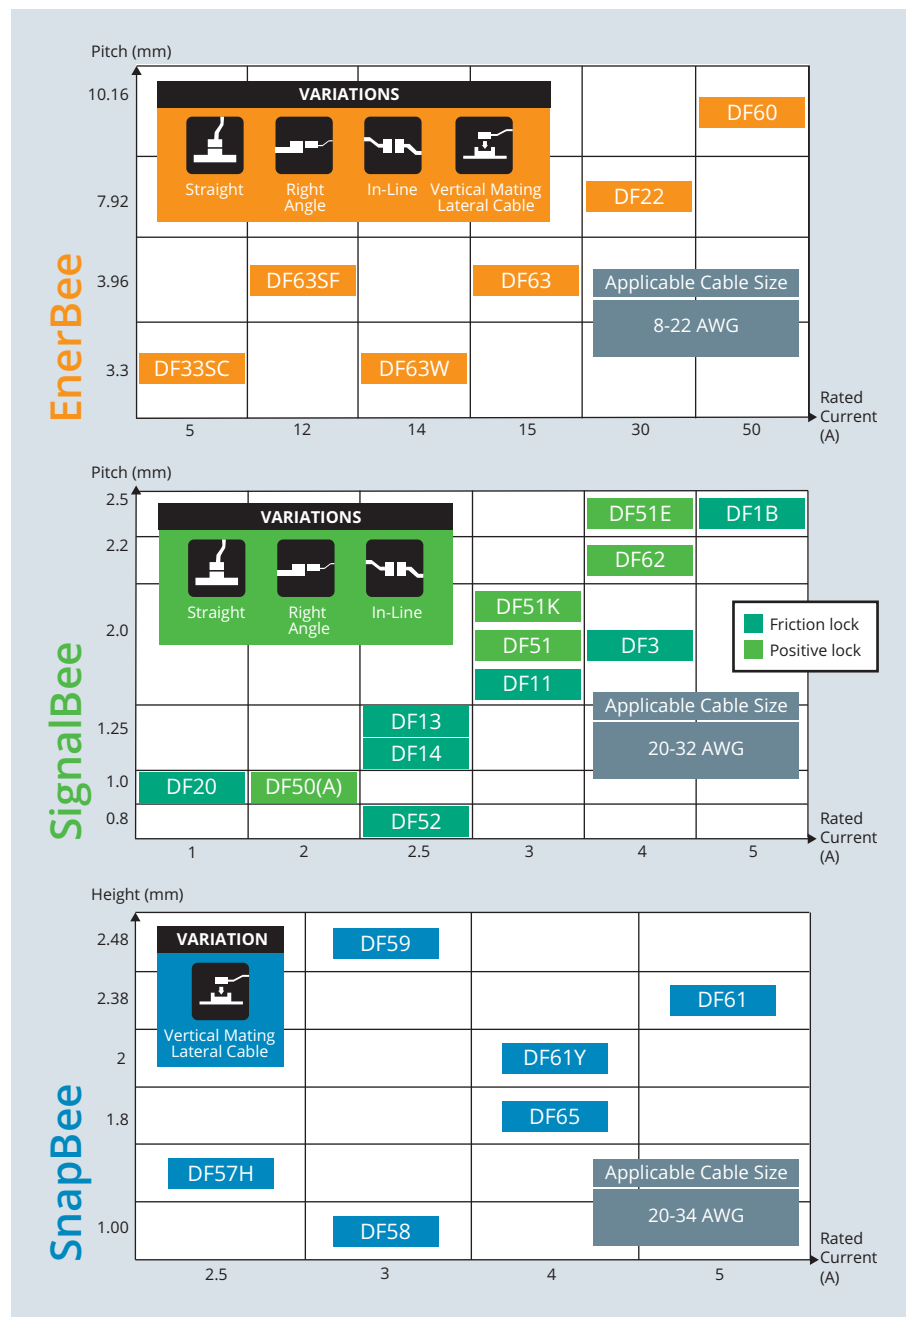 Pitch (mm)
10.16
VARIATIONS
DF60
Straight
Right
Angle
In-Line
Vertical Mating
Lateral Cable
7.92
DF22
EnerBee
3.96
DF63SF
DF63
Applicable Cable Size
8-22 AWG
3.3
DF33SC
DF63W
Rated
Current
(A)
5
12
14
15
30
50
Pitch (mm)
2.5
VARIATIONS
DF51E
DF1B
2.2
DF62
Straight
Right
Angle
In-Line
DF51K
2.0
DF51
DF3
DF11
Friction lock
Positive lock
SignalBee
1.25
DF13
DF14
Applicable Cable Size
20-32 AWG
1.0
DF20
DF50(A)
0.8
DF52
Rated
Current
(A)
1
2
2.5
3
4
5
Height (mm)
2.48
VARIATION
DF59
2.38
DF61
Vertical Mating
Lateral Cable
2
DF61Y
1.8
DF65
SnapBee
DF57H
Applicable Cable Size
20-34 AWG
1.00
DF58
Rated
Current
(A)
2.5
3
4
5